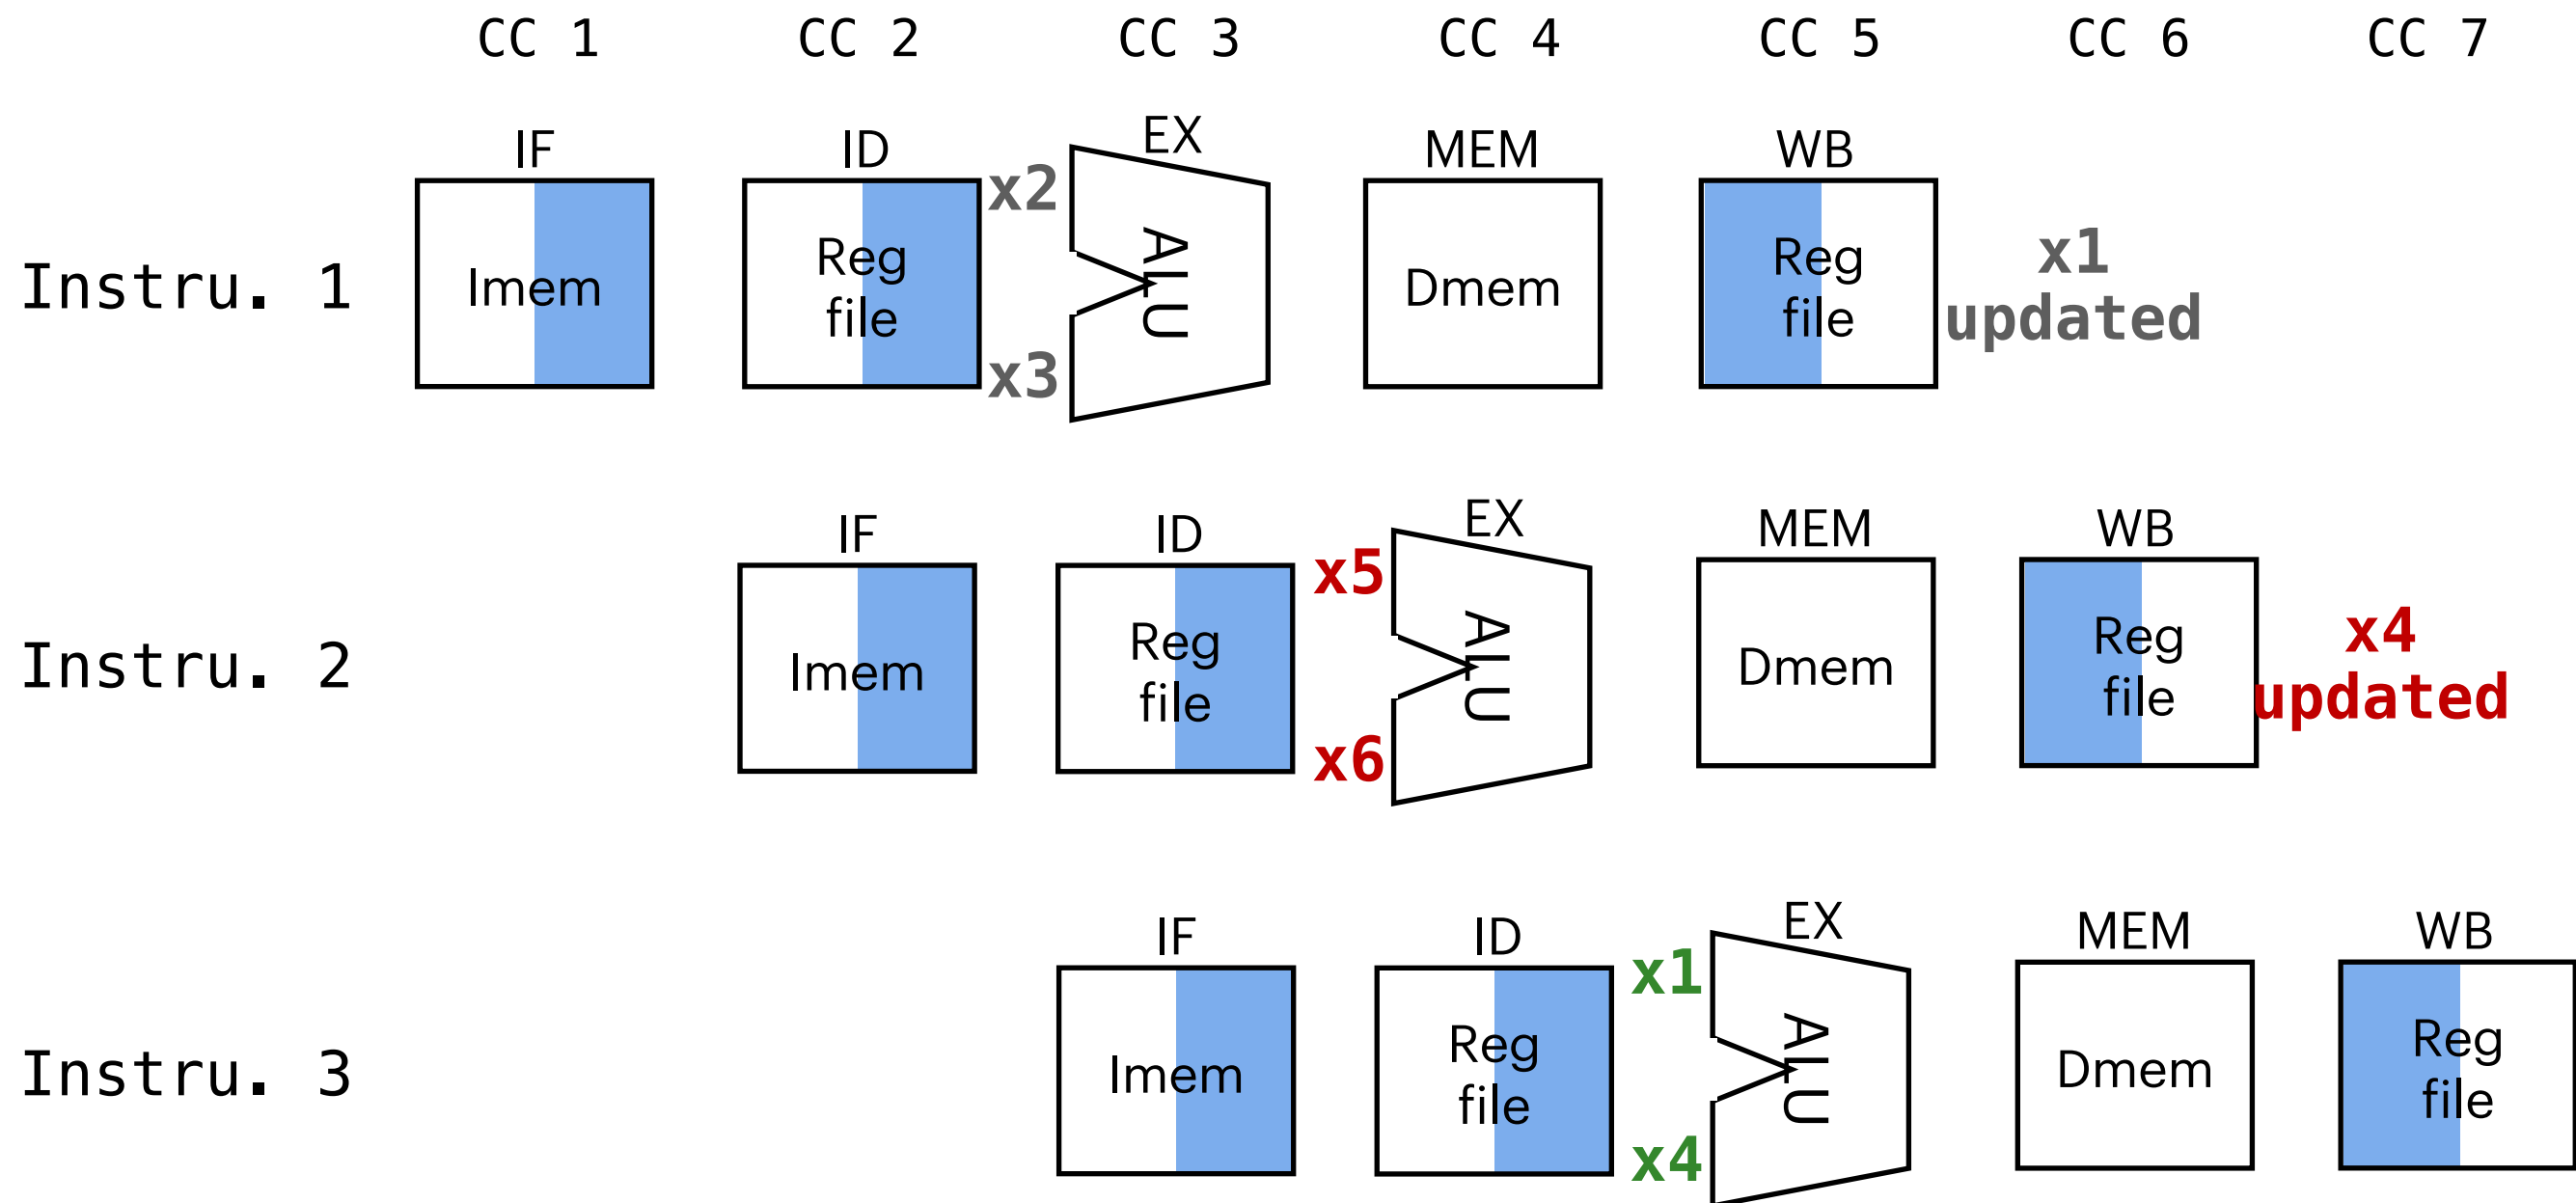 CC 1 CC 2 CC 3 CC 4 CC 5 CC 6 CC 7
IF ID EX MEM WB
Instru. 1
Imem
Reg
file
x2
x3
ALU
Dmem
Reg
file
x1
updated
IF ID EX MEM WB
Instru. 2
Imem
Reg
file
x5
x6
ALU
Dmem
Reg
file
x4
updated
IF ID EX MEM WB
Instru. 3
Imem
Reg
file
x1
x4
ALU
Dmem
Reg
file